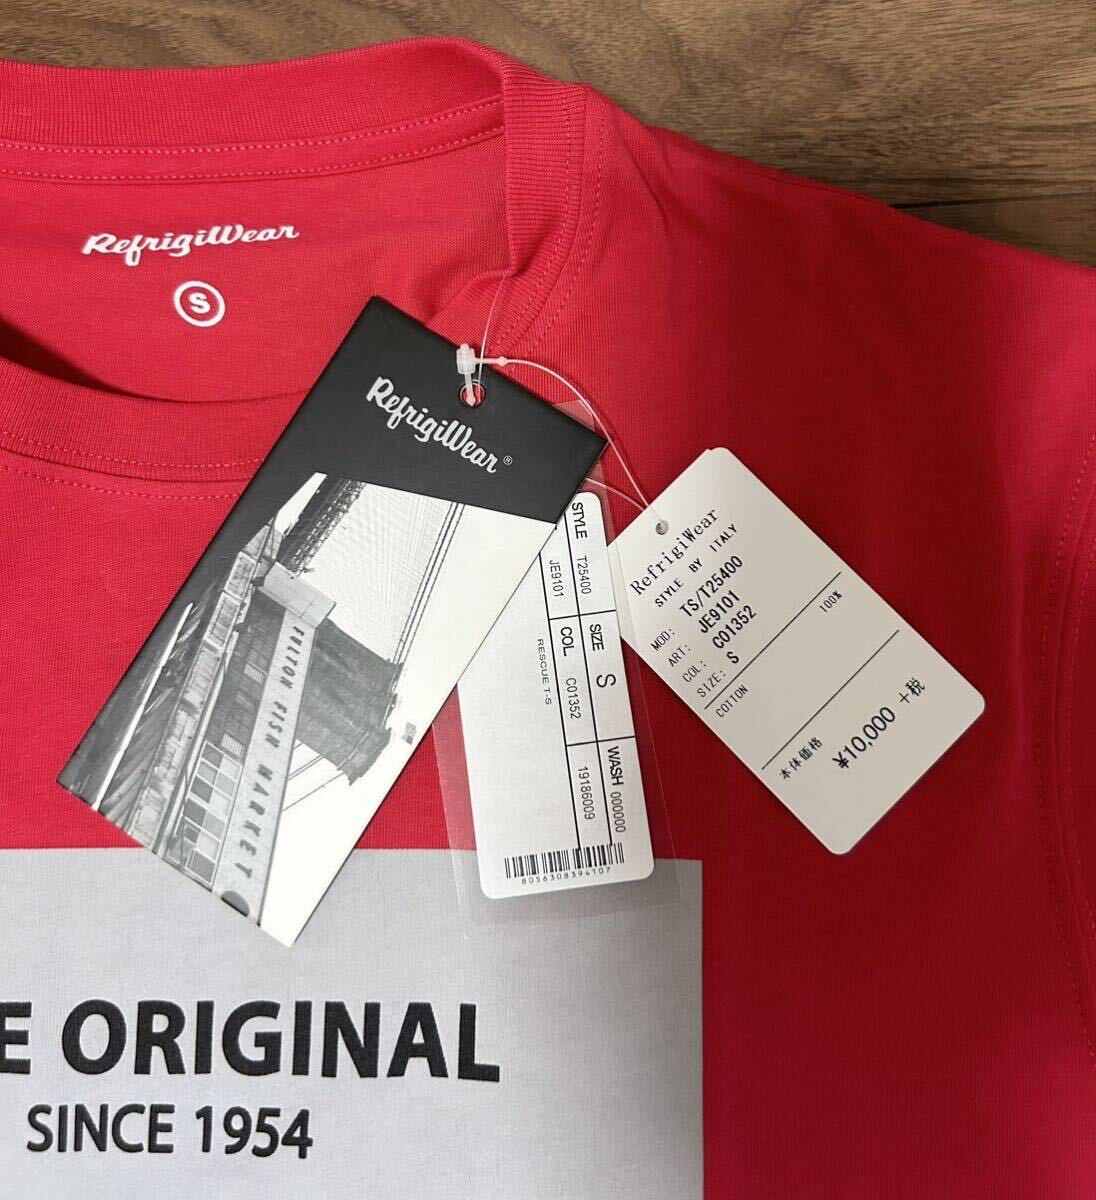 RefrigiWear
S
RefrigiWear®
FULTON FISH MARKET
STYLE T25400 SIZE S WASH 000000
JE9101 COL. C01352 19186009
RESCUE T-S
8056308394107
RefrigiWear
STYLE BY ITALY
MOD: TS/T25400
ART: JE9101
COL: C01352
SIZE: S
COTTON 100%
本体価格 ¥10,000 +税
E ORIGINAL
SINCE 1954